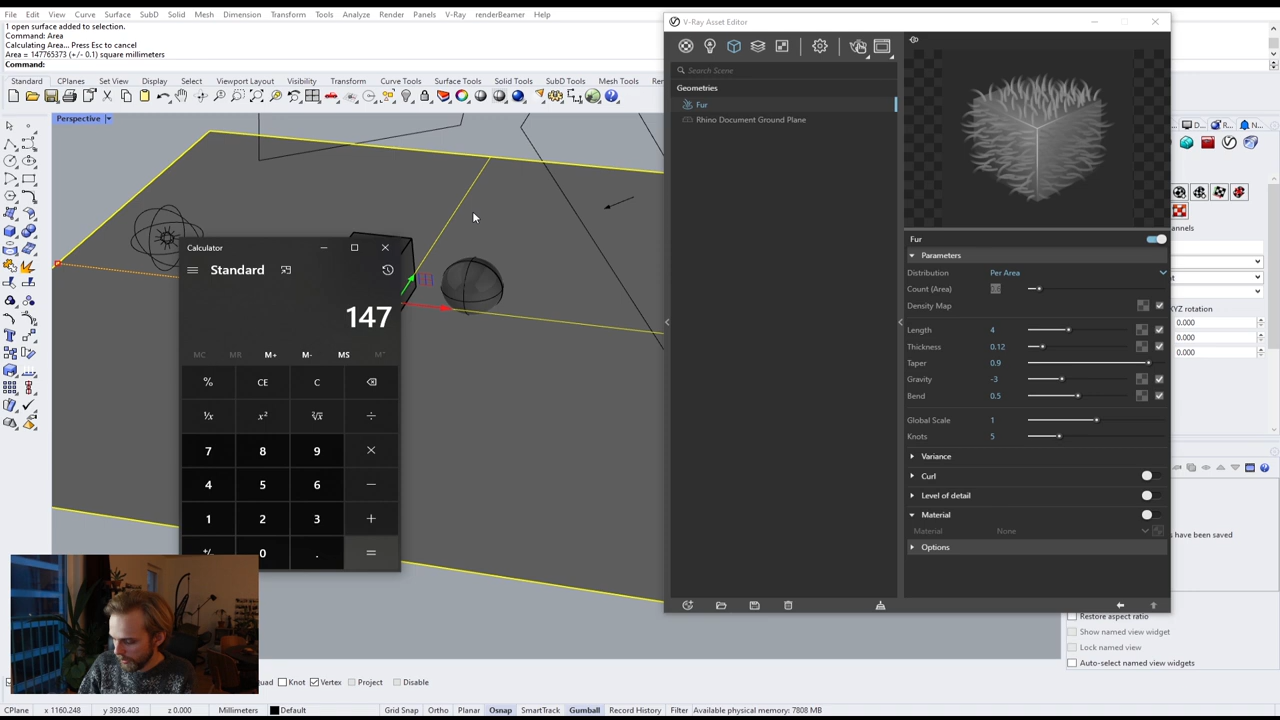 File Edit View Curve Surface SubD Solid Mesh Dimension Transform Tools Analyze Render Panels V-Ray renderBeamer Help
1 open surface added to selection.
Command: Area
Calculating Area... Press Esc to cancel
Area = 147765373 (+/- 0.1) square millimeters
Command:
Standard CPlanes Set View Display Select Viewport Layout Visibility Transform Curve Tools Surface Tools Solid Tools SubD Tools Mesh Tools
Perspective
Calculator
Standard
147
MC MR M+ M- MS
% CE C
7 8 9
4 5 6
1 2 3 +
0 . =
V-Ray Asset Editor
Search Scene
Geometries
Fur
Rhino Document Ground Plane
Fur
Parameters
Distribution Per Area
Count (Area)
Density Map
Length 4
Thickness 0.12
Taper 0.9
Gravity -3
Bend 0.5
Global Scale 1
Knots 5
Variance
Curl
Level of detail
Material
Material None
Options
D... R... N...
XYZ rotation
0.000
0.000
0.000
have been saved
Restore aspect ratio
Show named view widget
Lock named view
Auto-select named view widgets
Knot Vertex Project Disable
CPlane x 1160.248 y 3936.403 z 0.000 Millimeters Default Grid Snap Ortho Planar Osnap SmartTrack Gumball Record History Filter Available physical memory: 7808 MB